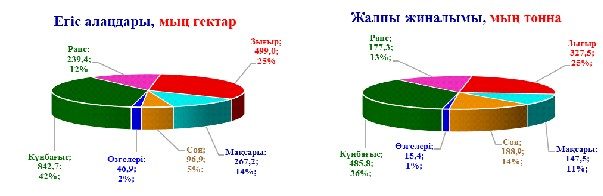 Егіс алаңдары, мың гектар
Рапс;
239,4;
12%
Зығыр;
499,0;
25%
Күнбағыс;
842,7;
42%
Өзгелері;
46,9;
2%
Соя;
96,9;
5%
Мақсары;
267,2;
14%
Жалпы жиналымы, мың тонна
Рапс;
177,3;
13%
Зығыр
327,5;
25%
Күнбағыс;
485,8;
36%
Өзгелері;
15,4;
1%
Соя;
188,9;
14%
Мақсары;
147,5;
11%